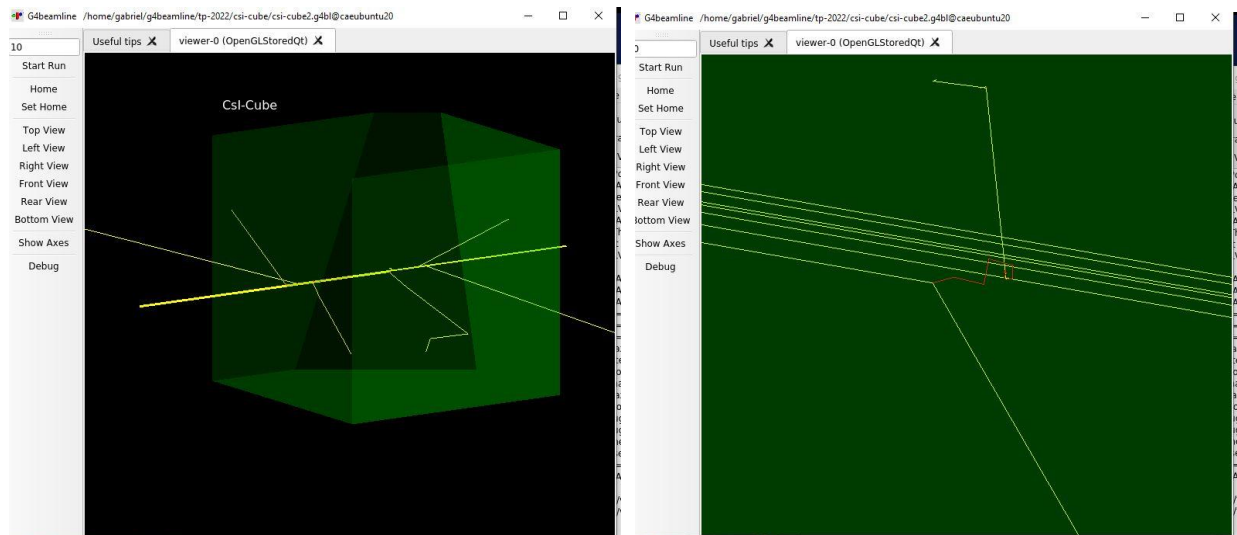 G4beamline /home/gabriel/g4beamline/tp-2022/csi-cube/csi-cube2.g4bl@caeubuntu20
10
Useful tips
viewer-0 (OpenGLStoredQt)
Start Run
Home
Set Home
Top View
Left View
Right View
Front View
Rear View
Bottom View
Show Axes
Debug
CsI-Cube
G4beamline /home/gabriel/g4beamline/tp-2022/csi-cube/csi-cube2.g4bl@caeubuntu20
Useful tips
viewer-0 (OpenGLStoredQt)
Start Run
Home
Set Home
Top View
Left View
Right View
Front View
Rear View
Bottom View
Show Axes
Debug